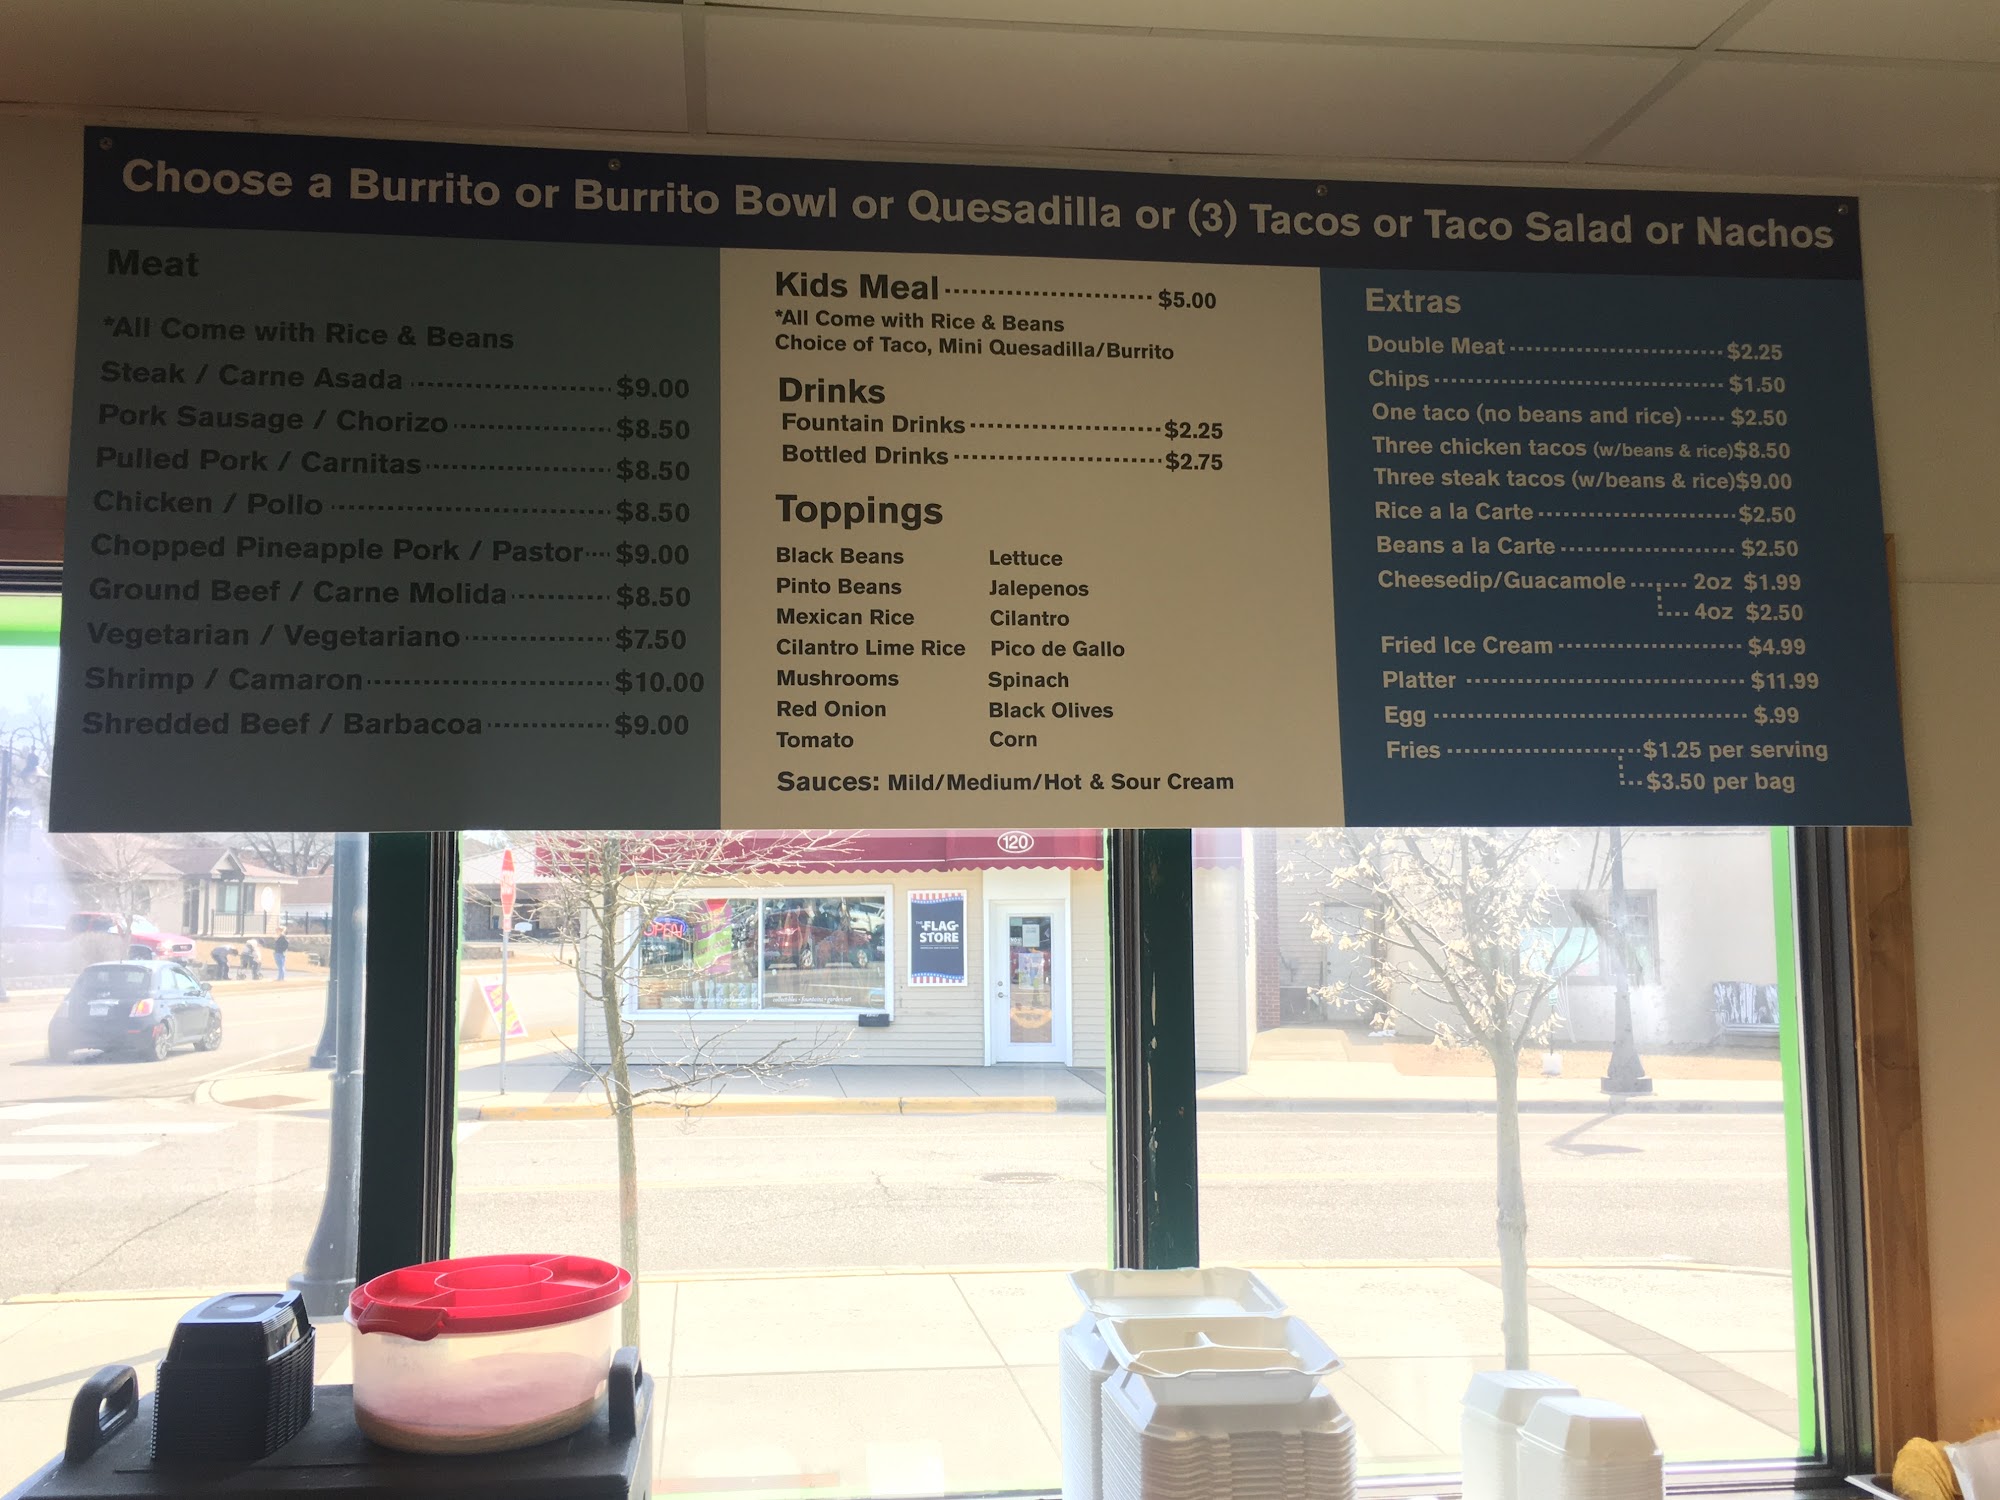 Choose a Burrito or Burrito Bowl or Quesadilla or (3) Tacos or Taco Salad or Nachos
Meat
*All Come with Rice & Beans
Steak / Carne Asada $9.00
Pork Sausage / Chorizo $8.50
Pulled Pork / Carnitas $8.50
Chicken / Pollo $8.50
Chopped Pineapple Pork / Pastor $9.00
Ground Beef / Carne Molida $8.50
Vegetarian / Vegetariano $7.50
Shrimp / Camaron $10.00
Shredded Beef / Barbacoa $9.00
Kids Meal $5.00
*All Come with Rice & Beans
Choice of Taco, Mini Quesadilla/Burrito
Drinks
Fountain Drinks $2.25
Bottled Drinks $2.75
Toppings
Black Beans Lettuce
Pinto Beans Jalepenos
Mexican Rice Cilantro
Cilantro Lime Rice Pico de Gallo
Mushrooms Spinach
Red Onion Black Olives
Tomato Corn
Sauces: Mild/Medium/Hot & Sour Cream
Extras
Double Meat $2.25
Chips $1.50
One taco (no beans and rice) $2.50
Three chicken tacos (w/beans & rice)$8.50
Three steak tacos (w/beans & rice)$9.00
Rice a la Carte $2.50
Beans a la Carte $2.50
Cheesedip/Guacamole 2oz $1.99
4oz $2.50
Fried Ice Cream $4.99
Platter $11.99
Egg $.99
Fries $1.25 per serving
$3.50 per bag
120
OPEN
THE FLAG
STORE